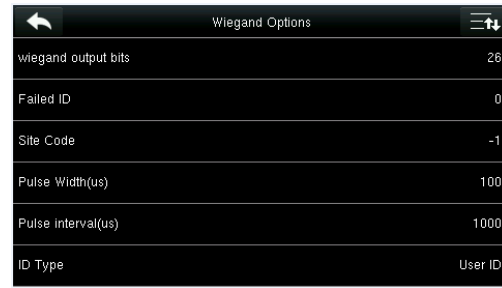 Wiegand Options
wiegand output bits 26
Failed ID 0
Site Code -1
Pulse Width(us) 100
Pulse interval(us) 1000
ID Type User ID